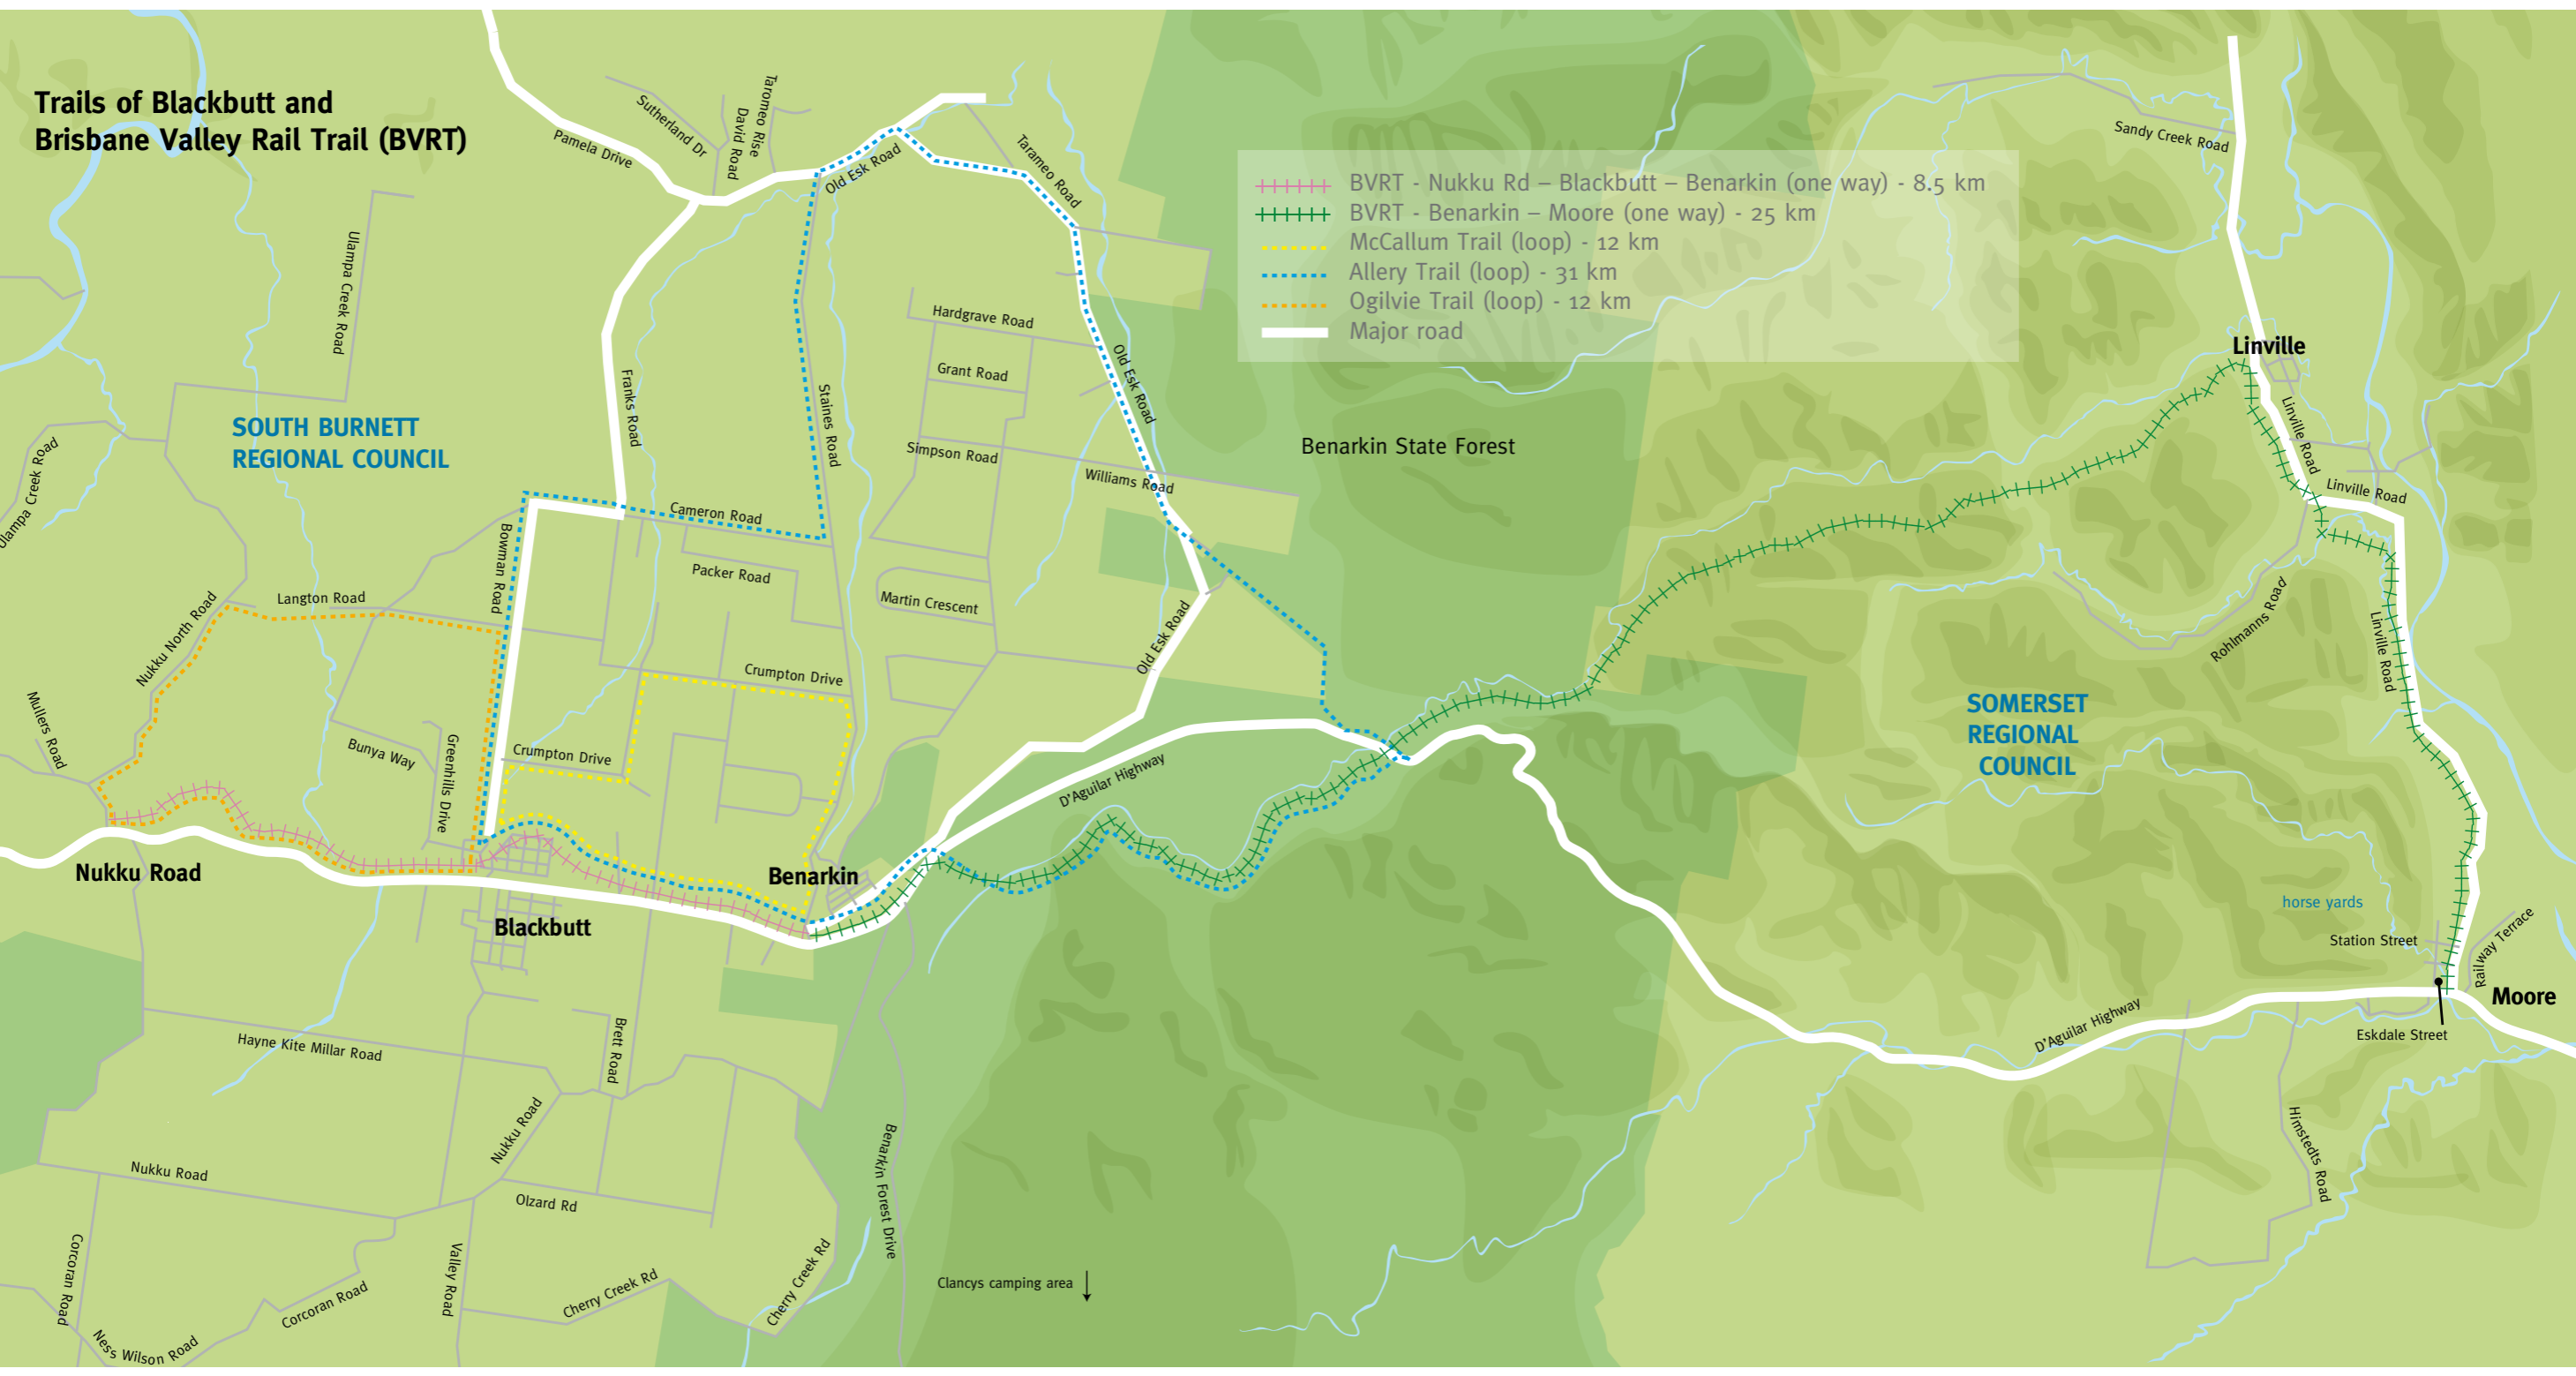 Trails of Blackbutt and
Brisbane Valley Rail Trail (BVRT)
BVRT - Nukku Rd – Blackbutt – Benarkin (one way) - 8.5 km
BVRT - Benarkin – Moore (one way) - 25 km
McCallum Trail (loop) - 12 km
Allery Trail (loop) - 31 km
Ogilvie Trail (loop) - 12 km
Major road
Pamela Drive
Sutherland Dr
David Road
Taromeo Rise
Old Esk Road
Tarameo Road
Sandy Creek Road
Ulampa Creek Road
Hardgrave Road
Grant Road
Old Esk Road
Linville
Franks Road
Staines Road
SOUTH BURNETT
REGIONAL COUNCIL
Ulampa Creek Road
Simpson Road
Williams Road
Benarkin State Forest
Linville Road
Linville Road
Cameron Road
Bowman Road
Packer Road
Langton Road
Martin Crescent
Nukku North Road
Old Esk Road
Rohlmanns Road
Linville Road
Crumpton Drive
Mullers Road
Bunya Way
Greenhills Drive
Crumpton Drive
D'Aguilar Highway
SOMERSET
REGIONAL
COUNCIL
Nukku Road
Benarkin
Blackbutt
horse yards
Station Street
Railway Terrace
Moore
Eskdale Street
D'Aguilar Highway
Hayne Kite Millar Road
Brett Road
Nukku Road
Nukku Road
Olzard Rd
Benarkin Forest Drive
Himstedts Road
Corcoran Road
Valley Road
Corcoran Road
Cherry Creek Rd
Cherry Creek Rd
Clancys camping area
Ness Wilson Road